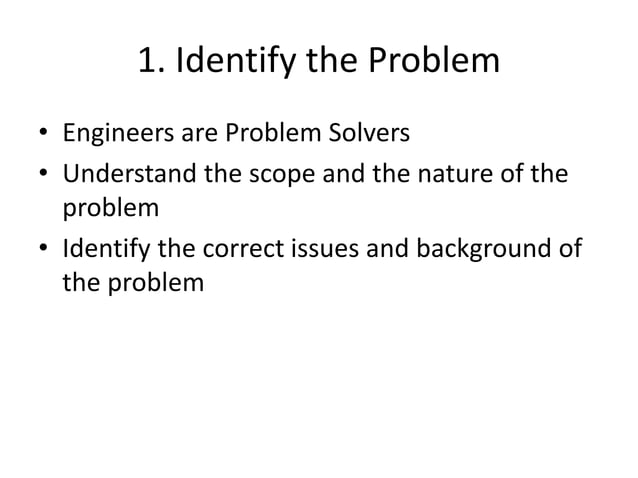 1. Identify the Problem
• Engineers are Problem Solvers
• Understand the scope and the nature of the
problem
• Identify the correct issues and background of
the problem